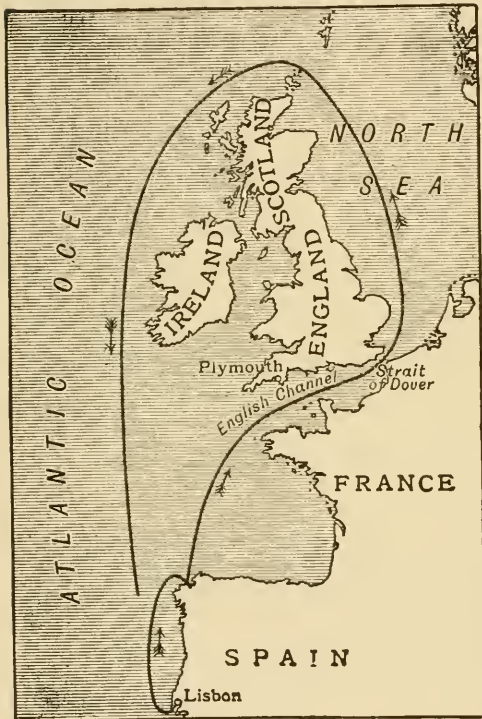 NORTH
SEA
SCOTLAND
ATLANTIC OCEAN
IRELAND
ENGLAND
Plymouth
Strait
of Dover
English Channel
FRANCE
SPAIN
Lisbon